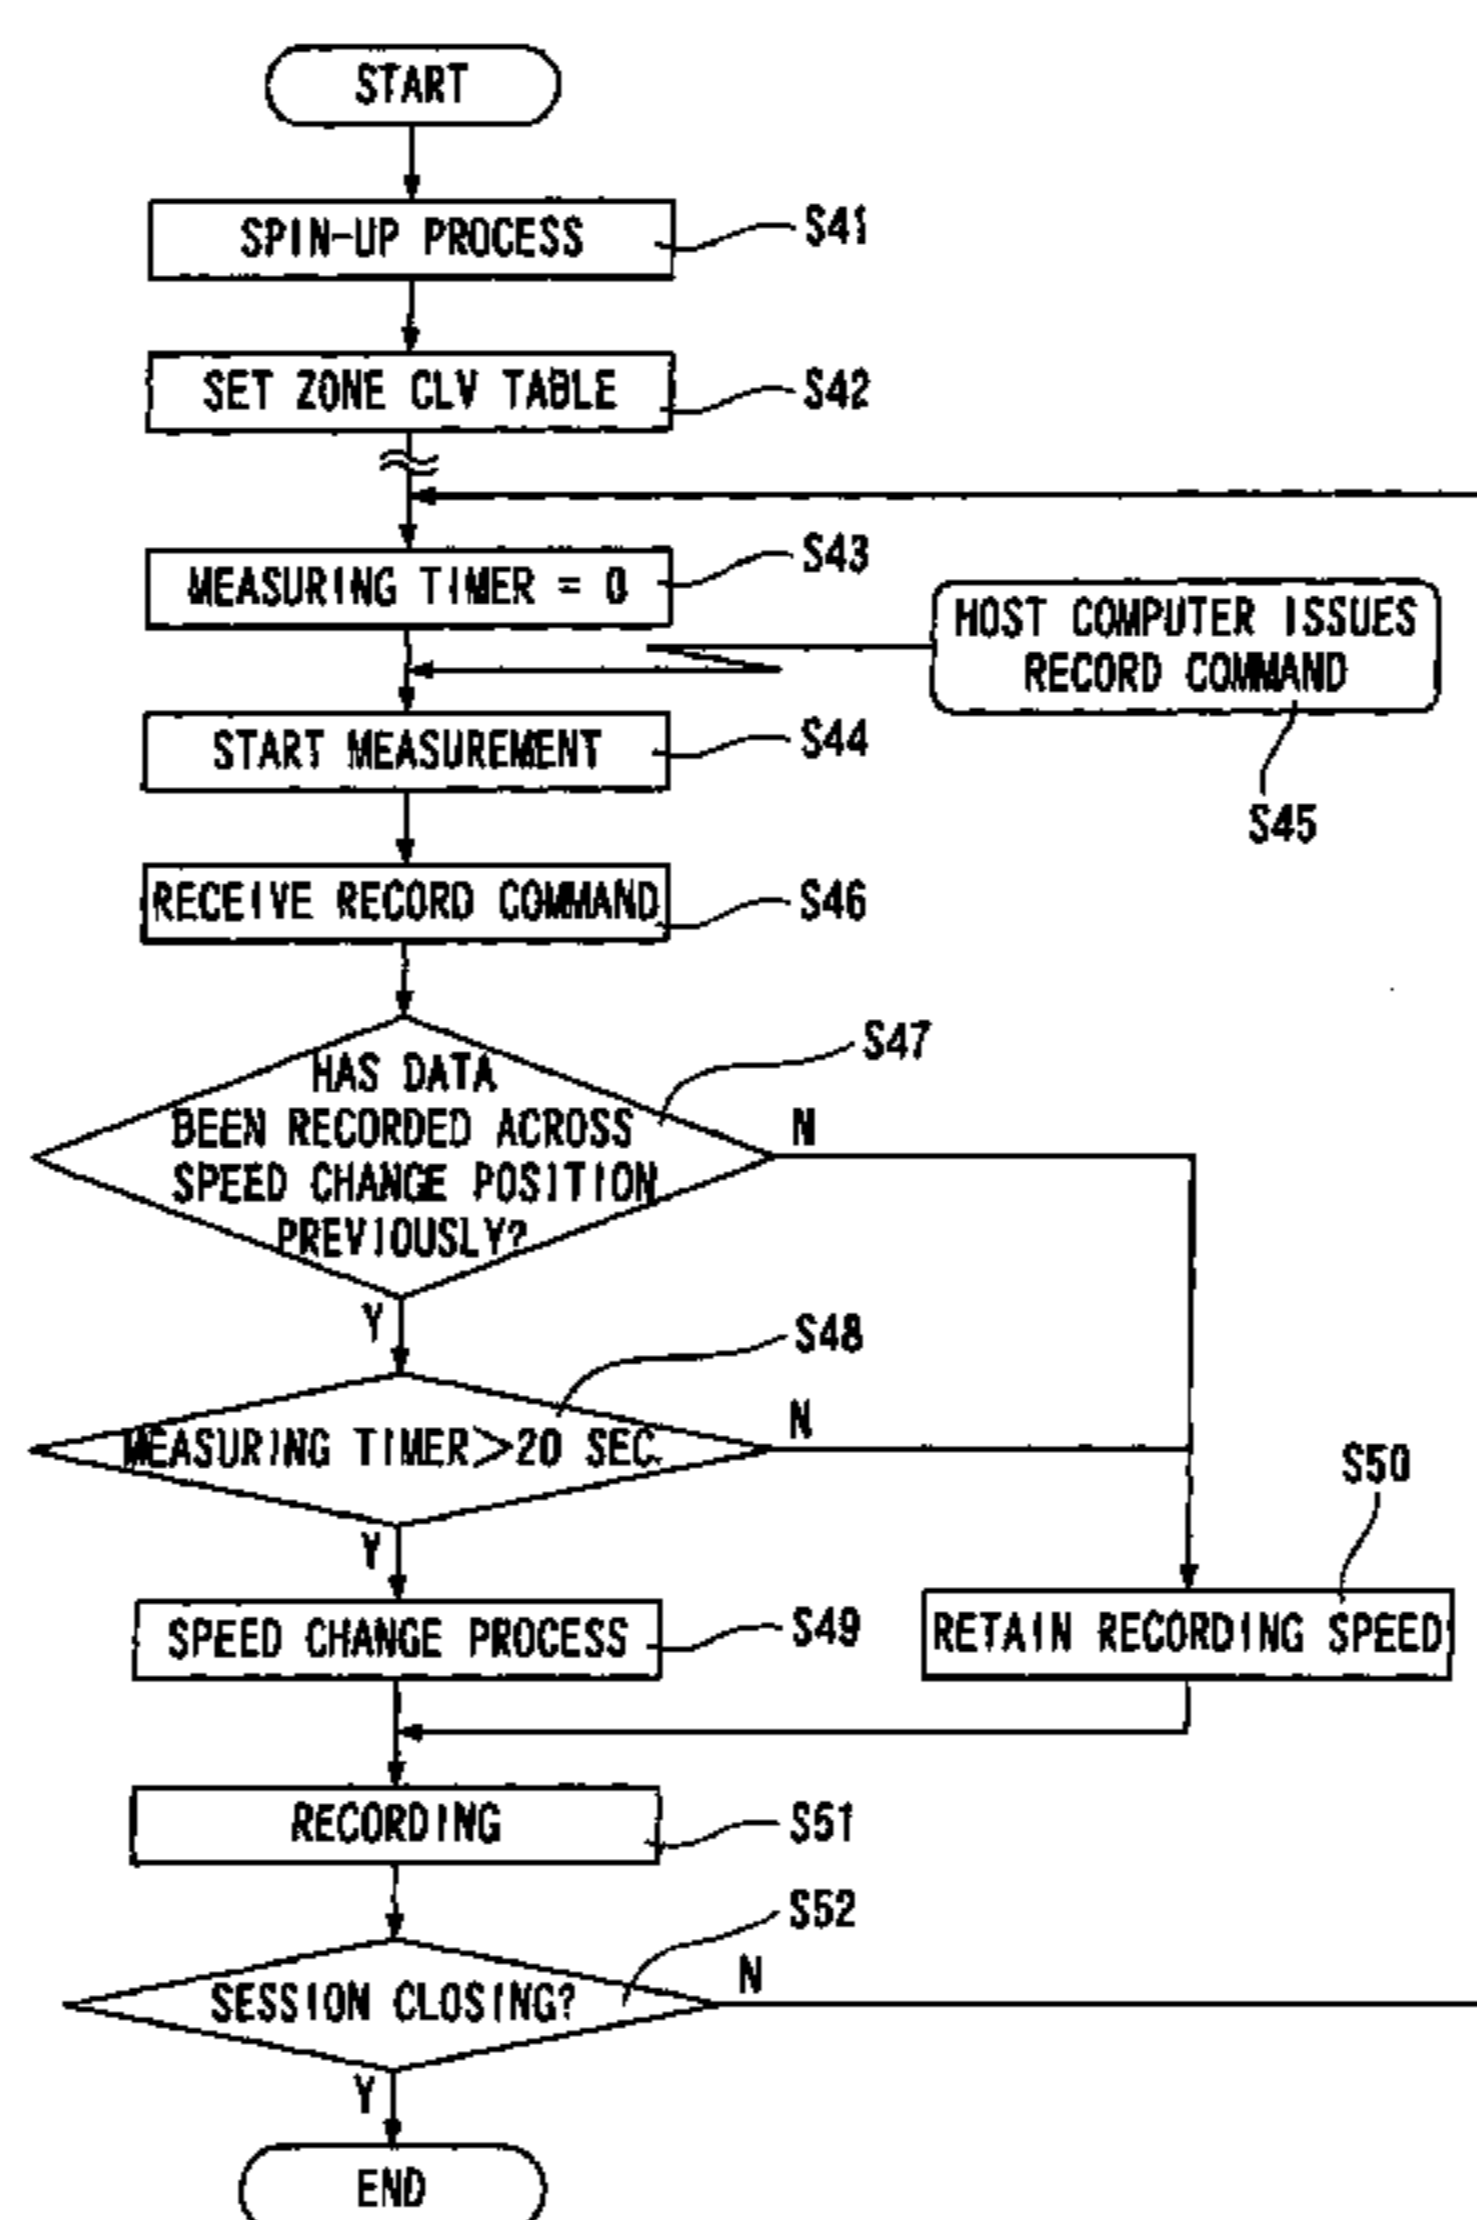 START
SPIN-UP PROCESS
S41
SET ZONE CLV TABLE
S42
MEASURING TIMER = 0
S43
HOST COMPUTER ISSUES
RECORD COMMAND
S45
START MEASUREMENT
S44
RECEIVE RECORD COMMAND
S46
HAS DATA
BEEN RECORDED ACROSS
SPEED CHANGE POSITION
PREVIOUSLY?
S47
N
Y
MEASURING TIMER>20 SEC.
S48
N
Y
SPEED CHANGE PROCESS
S49
RETAIN RECORDING SPEED
S50
RECORDING
S51
SESSION CLOSING?
S52
N
Y
END